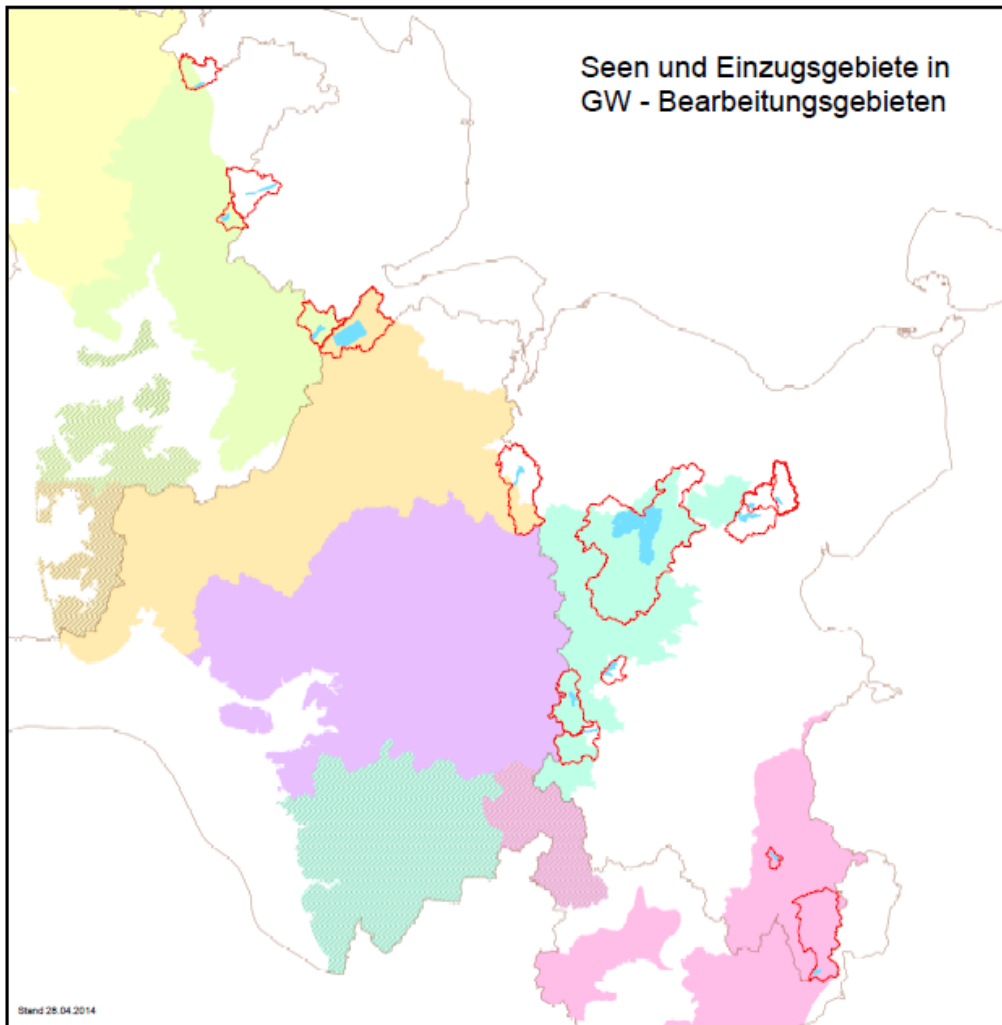 Seen und Einzugsgebiete in
GW - Bearbeitungsgebieten
Stand 28.04.2014